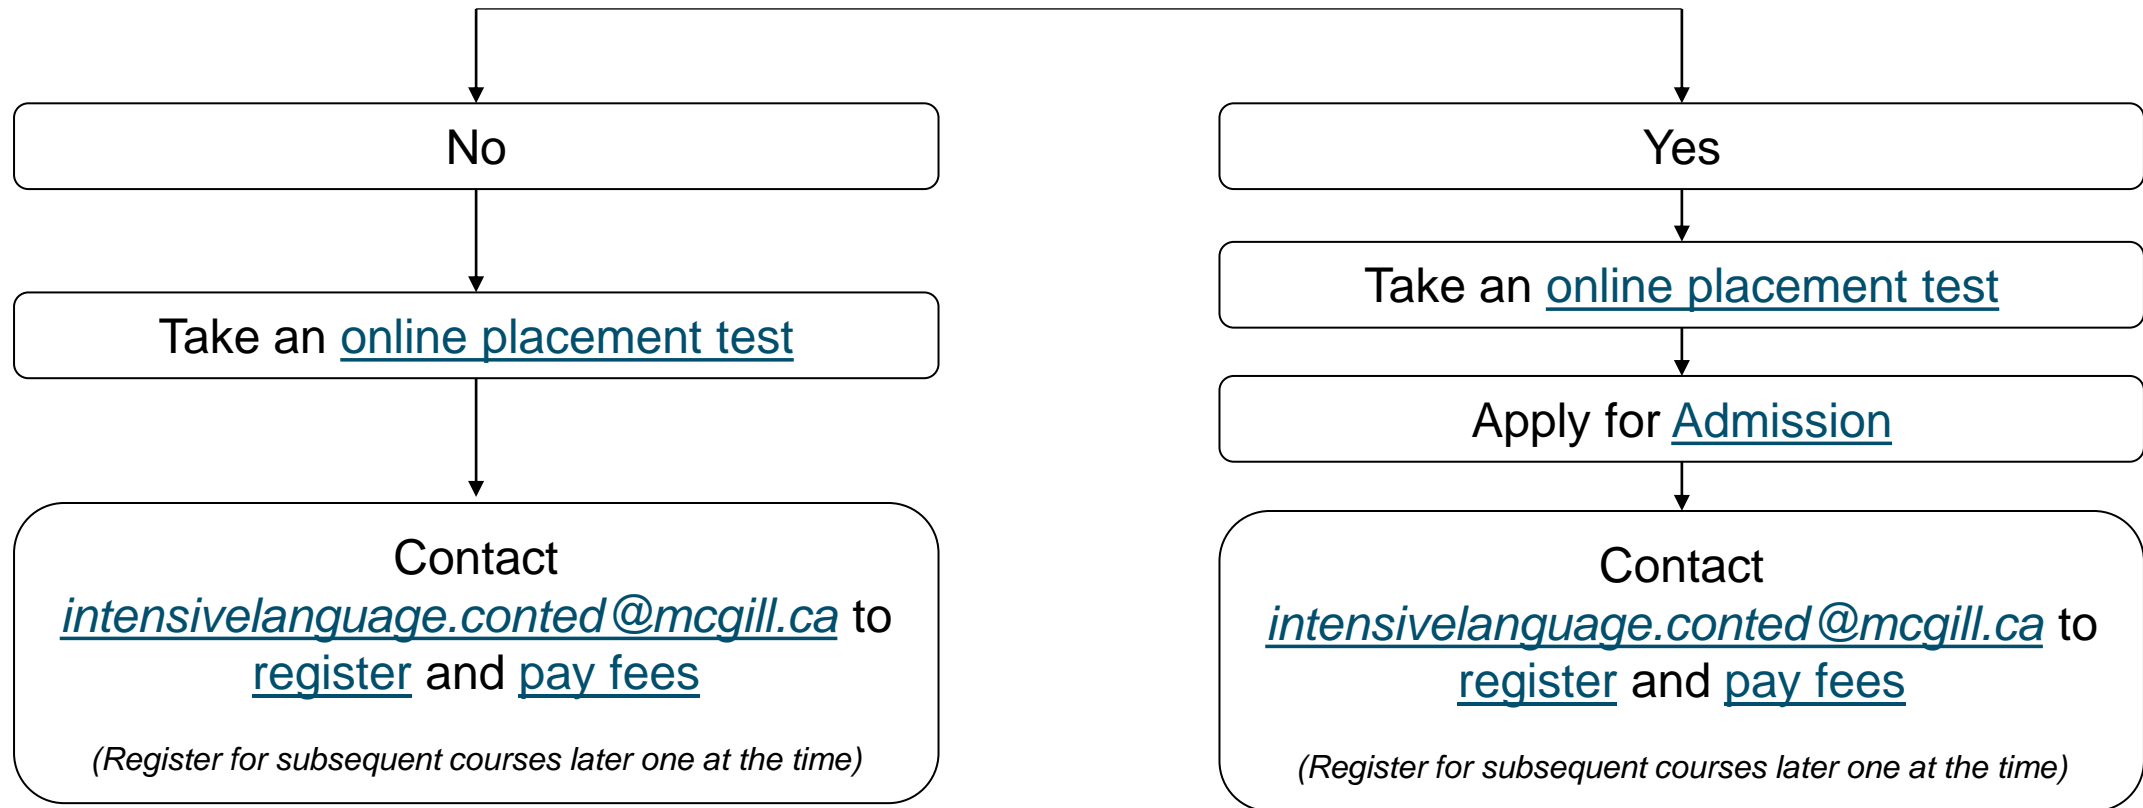 No
Take an online placement test
Contact
intensivelanguage.conted@mcgill.ca to
register and pay fees
(Register for subsequent courses later one at the time)
Yes
Take an online placement test
Apply for Admission
Contact
intensivelanguage.conted@mcgill.ca to
register and pay fees
(Register for subsequent courses later one at the time)